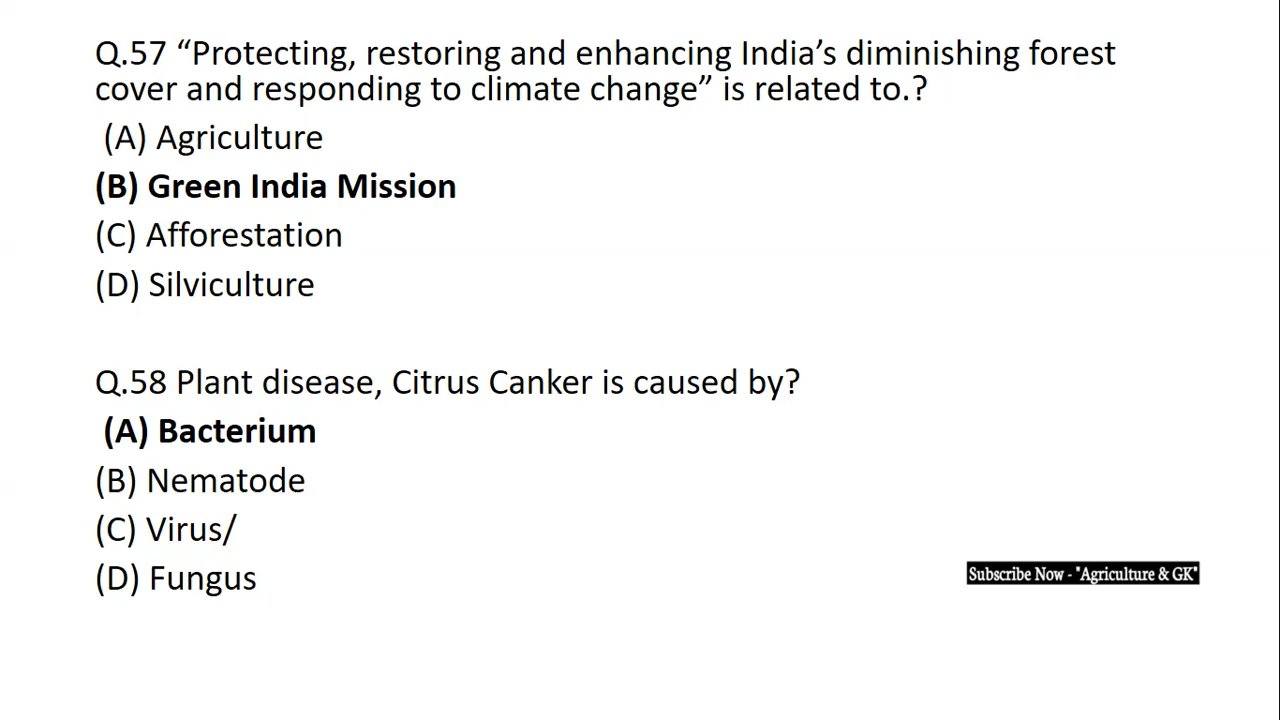 Q.57 “Protecting, restoring and enhancing India’s diminishing forest
cover and responding to climate change” is related to.?
(A) Agriculture
(B) Green India Mission
(C) Afforestation
(D) Silviculture
Q.58 Plant disease, Citrus Canker is caused by?
(A) Bacterium
(B) Nematode
(C) Virus/
(D) Fungus
Subscribe Now - "Agriculture & GK"